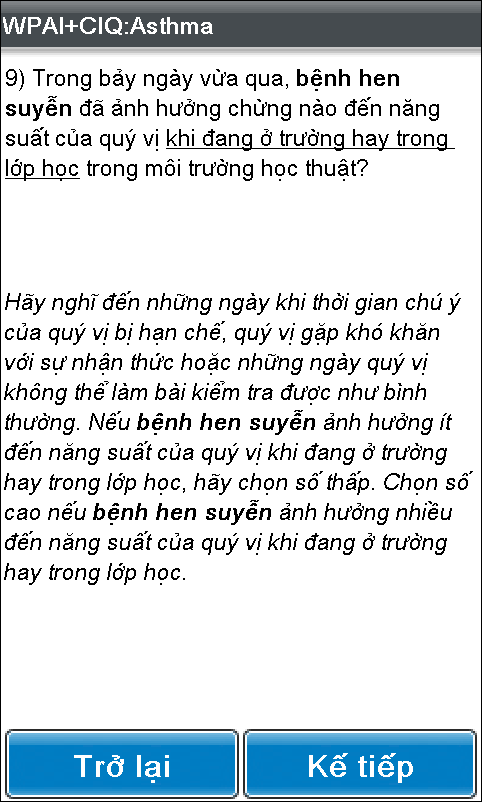 WPAI+CIQ:Asthma
9) Trong bảy ngày vừa qua, bệnh hen
suyễn đã ảnh hưởng chừng nào đến năng
suất của quý vị khi đang ở trường hay trong
lớp học trong môi trường học thuật?
Hãy nghĩ đến những ngày khi thời gian chú ý
của quý vị bị hạn chế, quý vị gặp khó khăn
với sự nhận thức hoặc những ngày quý vị
không thể làm bài kiểm tra được như bình
thường. Nếu bệnh hen suyễn ảnh hưởng ít
đến năng suất của quý vị khi đang ở trường
hay trong lớp học, hãy chọn số thấp. Chọn số
cao nếu bệnh hen suyễn ảnh hưởng nhiều
đến năng suất của quý vị khi đang ở trường
hay trong lớp học.
Trở lại
Kế tiếp